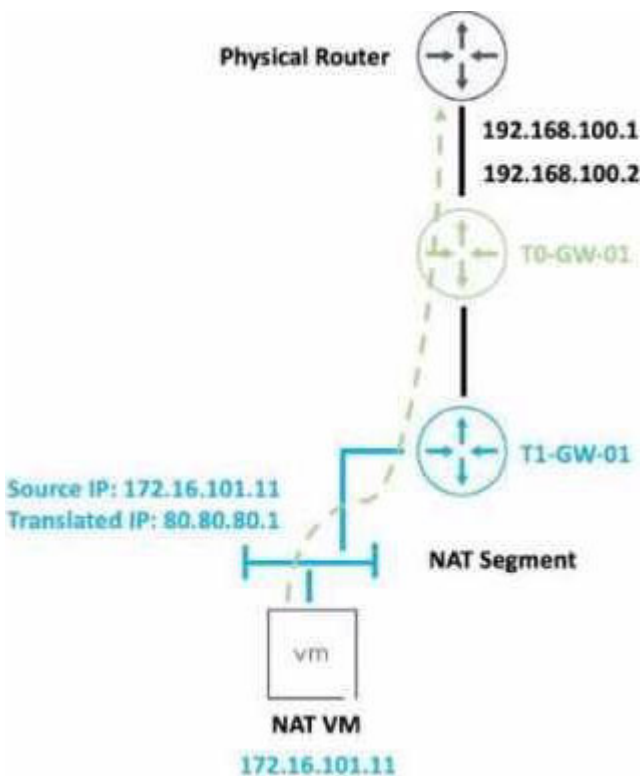 Physical Router
192.168.100.1
192.168.100.2
T0-GW-01
T1-GW-01
Source IP: 172.16.101.11
Translated IP: 80.80.80.1
NAT Segment
vm
NAT VM
172.16.101.11